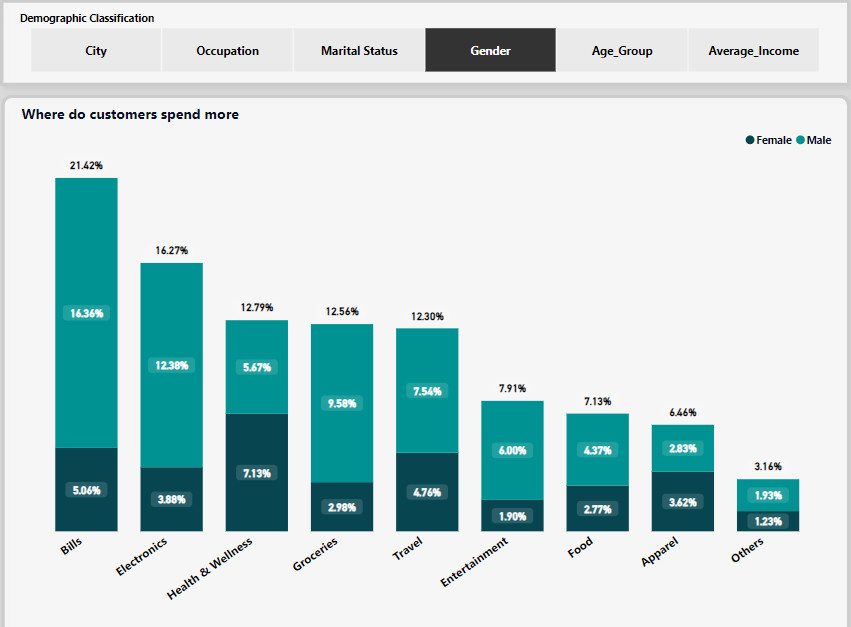 Demographic Classification
City Occupation Marital Status Gender Age_Group Average_Income
Where do customers spend more
Female Male
21.42%
16.27%
12.79% 12.56% 12.30%
7.91% 7.13% 6.46%
3.16%
16.36% 12.38% 5.67% 9.58% 7.54% 6.00% 4.37% 2.83% 1.93%
5.06% 3.88% 7.13% 2.98% 4.76% 1.90% 2.77% 3.62% 1.23%
Bills Electronics Health & Wellness Groceries Travel Entertainment Food Apparel Others